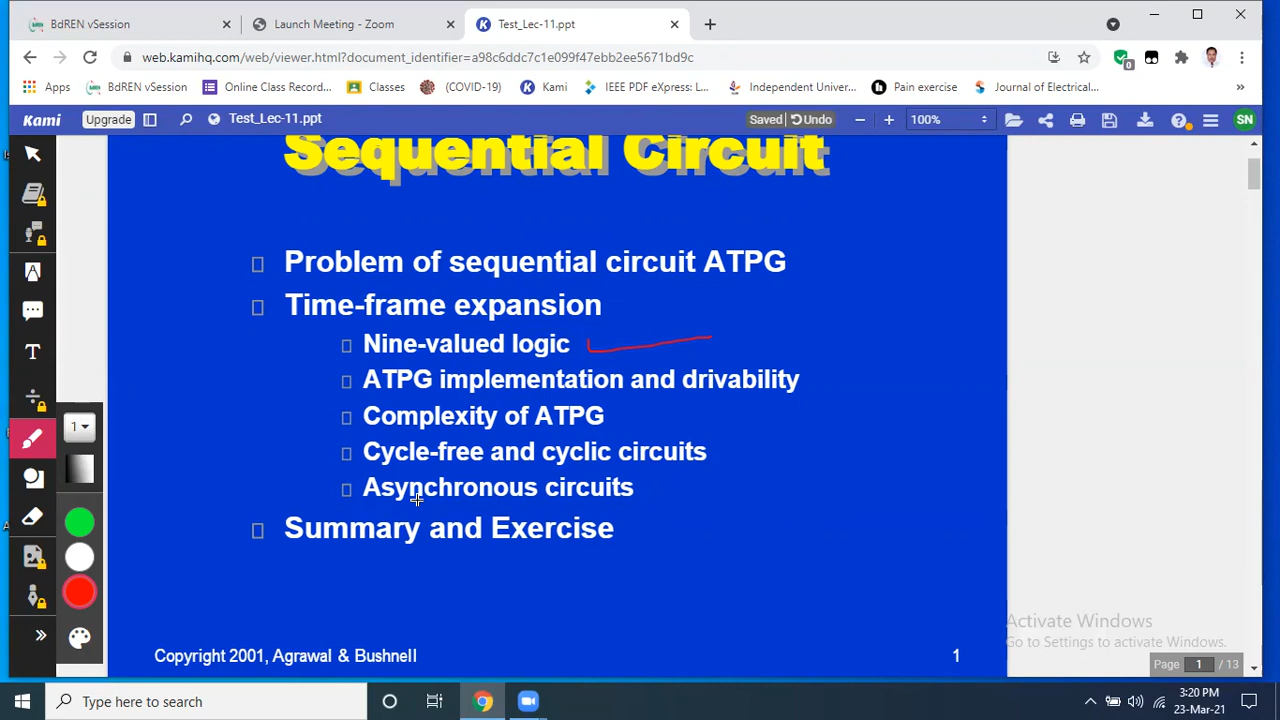 BdREN vSession
Launch Meeting - Zoom
Test_Lec-11.ppt
web.kamihq.com/web/viewer.html?document_identifier=a98c6ddc7c1e099f47ebb2ee5671bd9c
Apps
BdREN vSession
Online Class Record...
Classes
(COVID-19)
Kami
IEEE PDF eXpress: L...
Independent Univer...
Pain exercise
Journal of Electrical...
»
Kami
Upgrade
Test_Lec-11.ppt
Saved Undo
100%
SN
Sequential Circuit
Problem of sequential circuit ATPG
Time-frame expansion
Nine-valued logic
ATPG implementation and drivability
Complexity of ATPG
Cycle-free and cyclic circuits
Asynchronous circuits
Summary and Exercise
1
Copyright 2001, Agrawal & Bushnell
1
Activate Windows
Go to Settings to activate Windows.
Page 1 / 13
Type here to search
3:20 PM
23-Mar-21